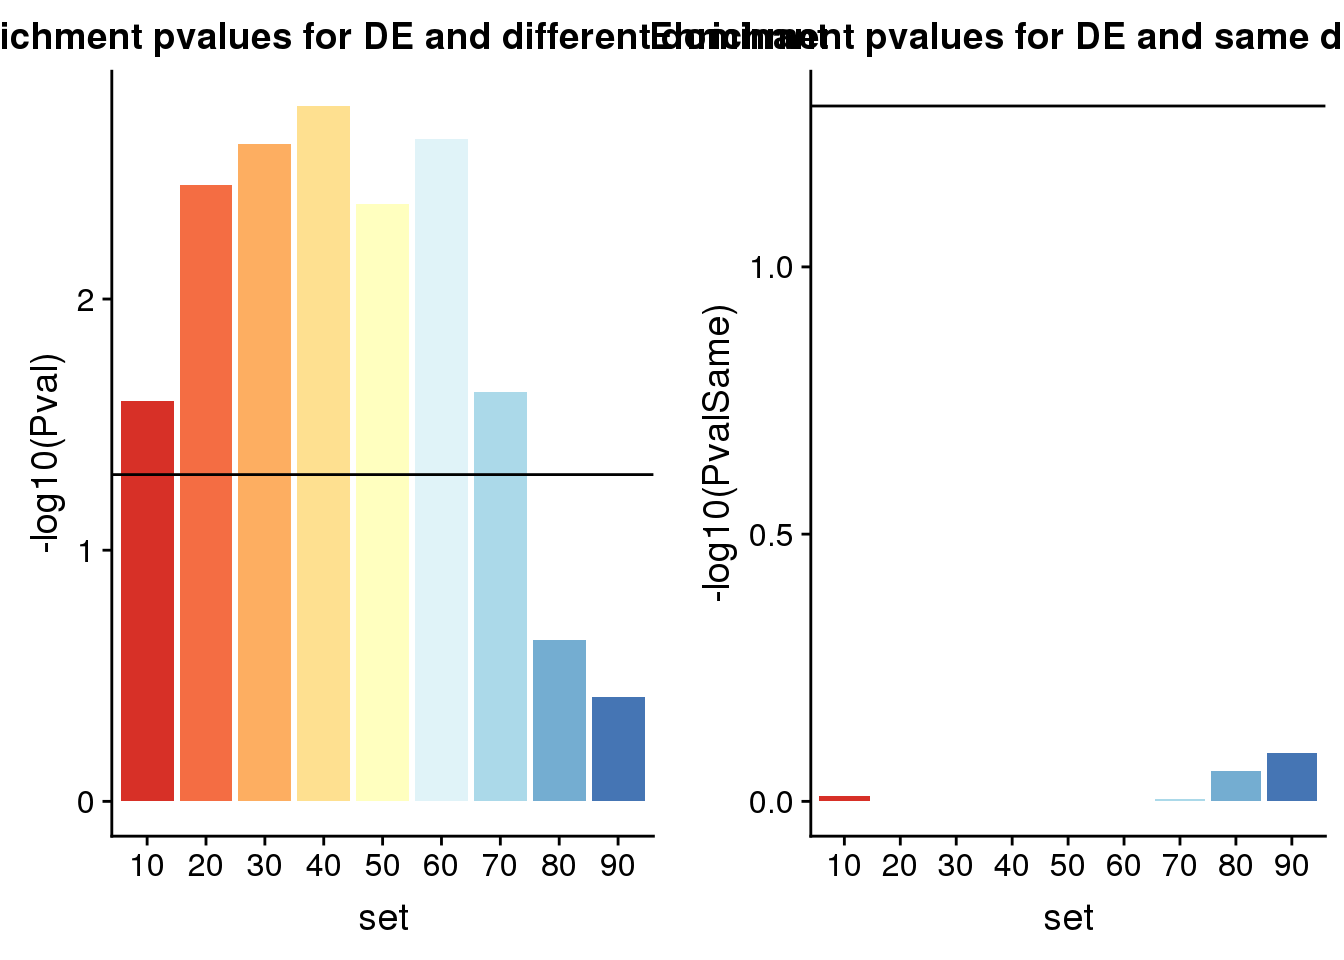 ichment pvalues for DE and different
ment pvalues for DE and same d
-log10(Pval)
2
1
0
10 20 30 40 50 60 70 80 90
set
-log10(PvalSame)
1.0
0.5
0.0
10 20 30 40 50 60 70 80 90
set